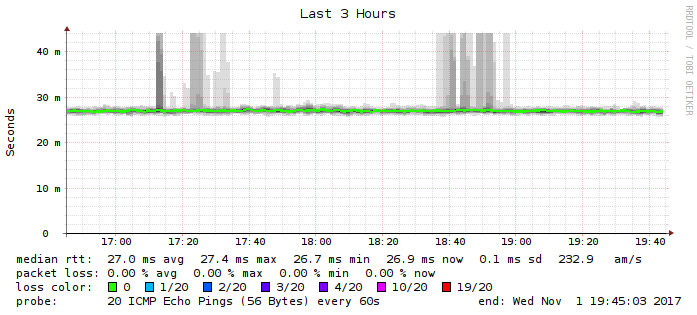 Last 3 Hours
RRDTOOL / TOBI OETIKER
Seconds
40 m
30 m
20 m
10 m
0
17:00 17:20 17:40 18:00 18:20 18:40 19:00 19:20 19:40
median rtt: 27.0 ms avg 27.4 ms max 26.7 ms min 26.9 ms now 0.1 ms sd 232.9 am/s
packet loss: 0.00 % avg 0.00 % max 0.00 % min 0.00 % now
loss color: 0 1/20 2/20 3/20 4/20 10/20 19/20
probe: 20 ICMP Echo Pings (56 Bytes) every 60s end: Wed Nov 1 19:45:03 2017